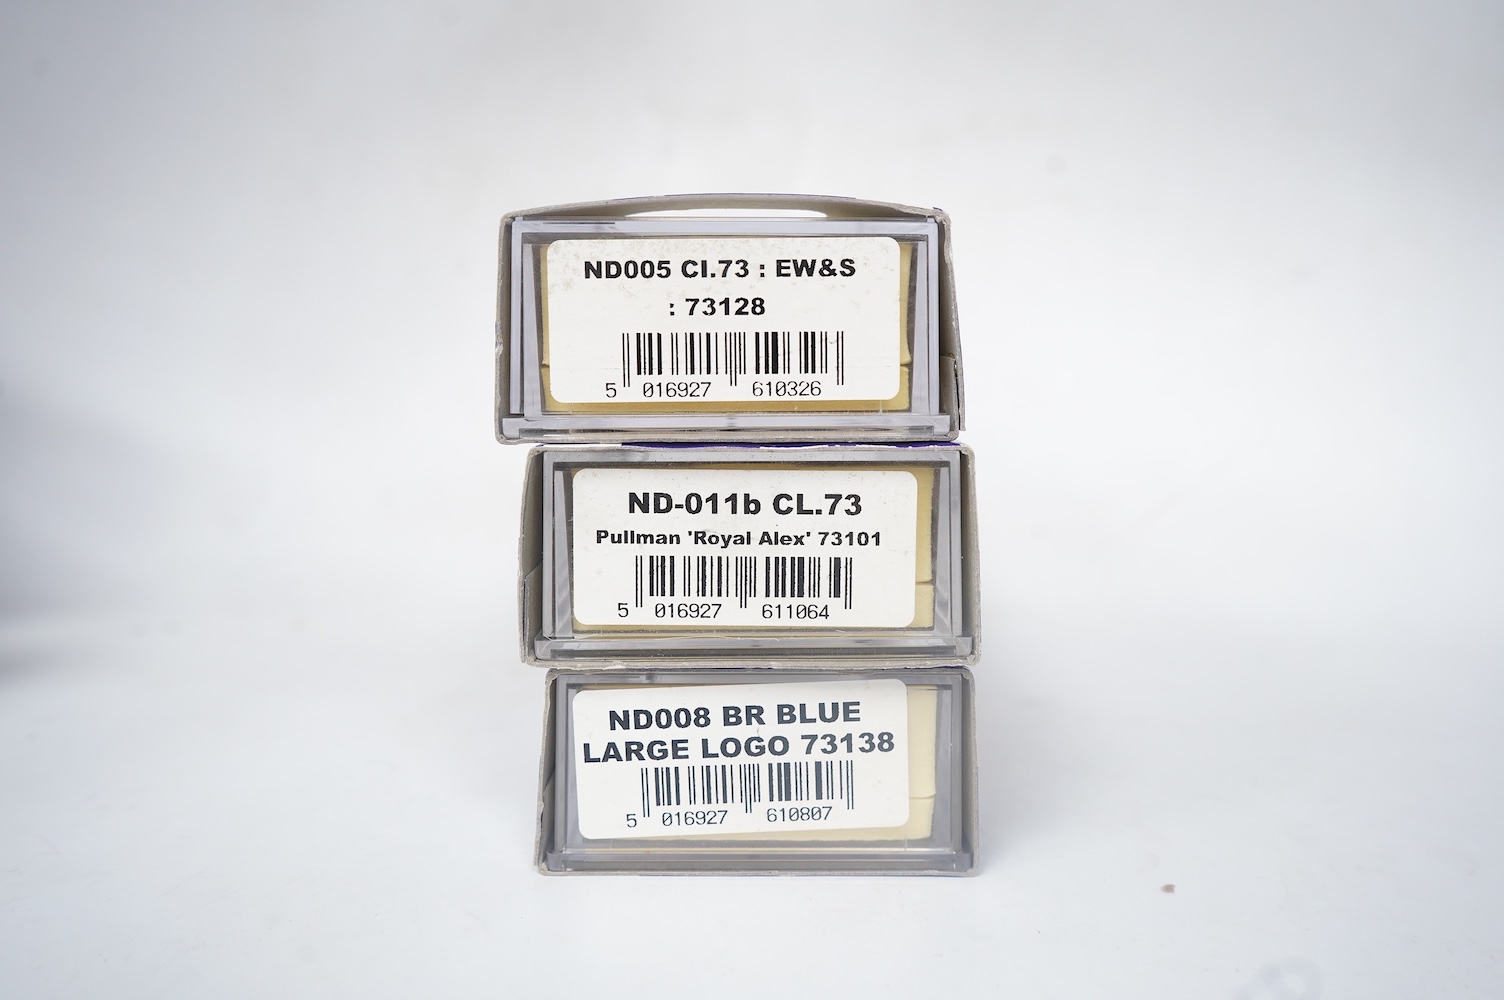 ND005 Cl.73 : EW&S
: 73128
5 016927 610326
ND-011b CL.73
Pullman 'Royal Alex' 73101
5 016927 611064
ND008 BR BLUE
LARGE LOGO 73138
5 016927 610807